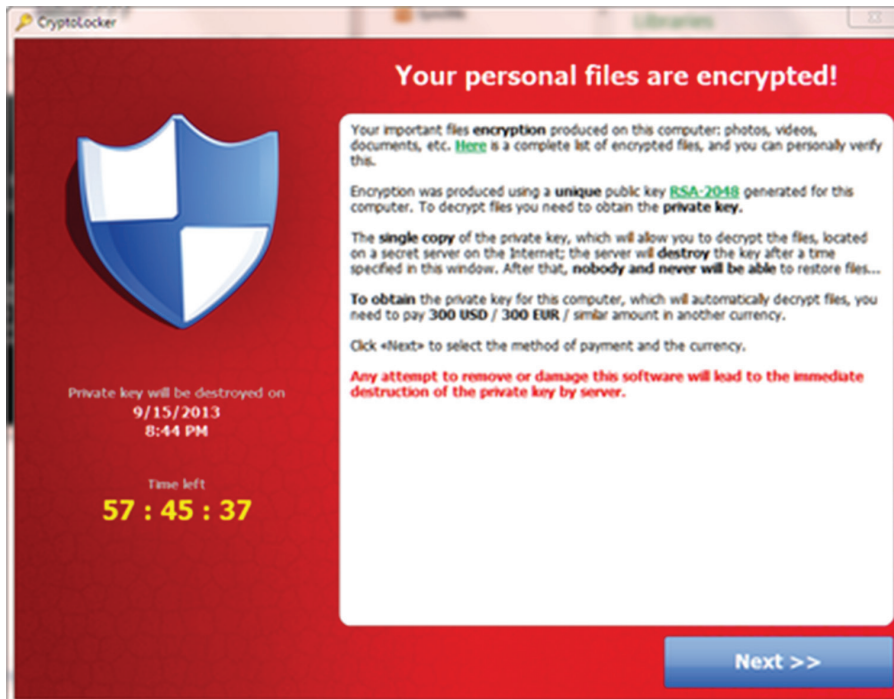 CryptoLocker
Libraries
Your personal files are encrypted!
Your important files encryption produced on this computer: photos, videos,
documents, etc. Here is a complete list of encrypted files, and you can personally verify
this.
Encryption was produced using a unique public key RSA-2048 generated for this
computer. To decrypt files you need to obtain the private key.
The single copy of the private key, which will allow you to decrypt the files, located
on a secret server on the Internet; the server will destroy the key after a time
specified in this window. After that, nobody and never will be able to restore files...
To obtain the private key for this computer, which will automatically decrypt files, you
need to pay 300 USD / 300 EUR / similar amount in another currency.
Click «Next» to select the method of payment and the currency.
Any attempt to remove or damage this software will lead to the immediate
destruction of the private key by server.
Private key will be destroyed on
9/15/2013
8:44 PM
Time left
57 : 45 : 37
Next >>